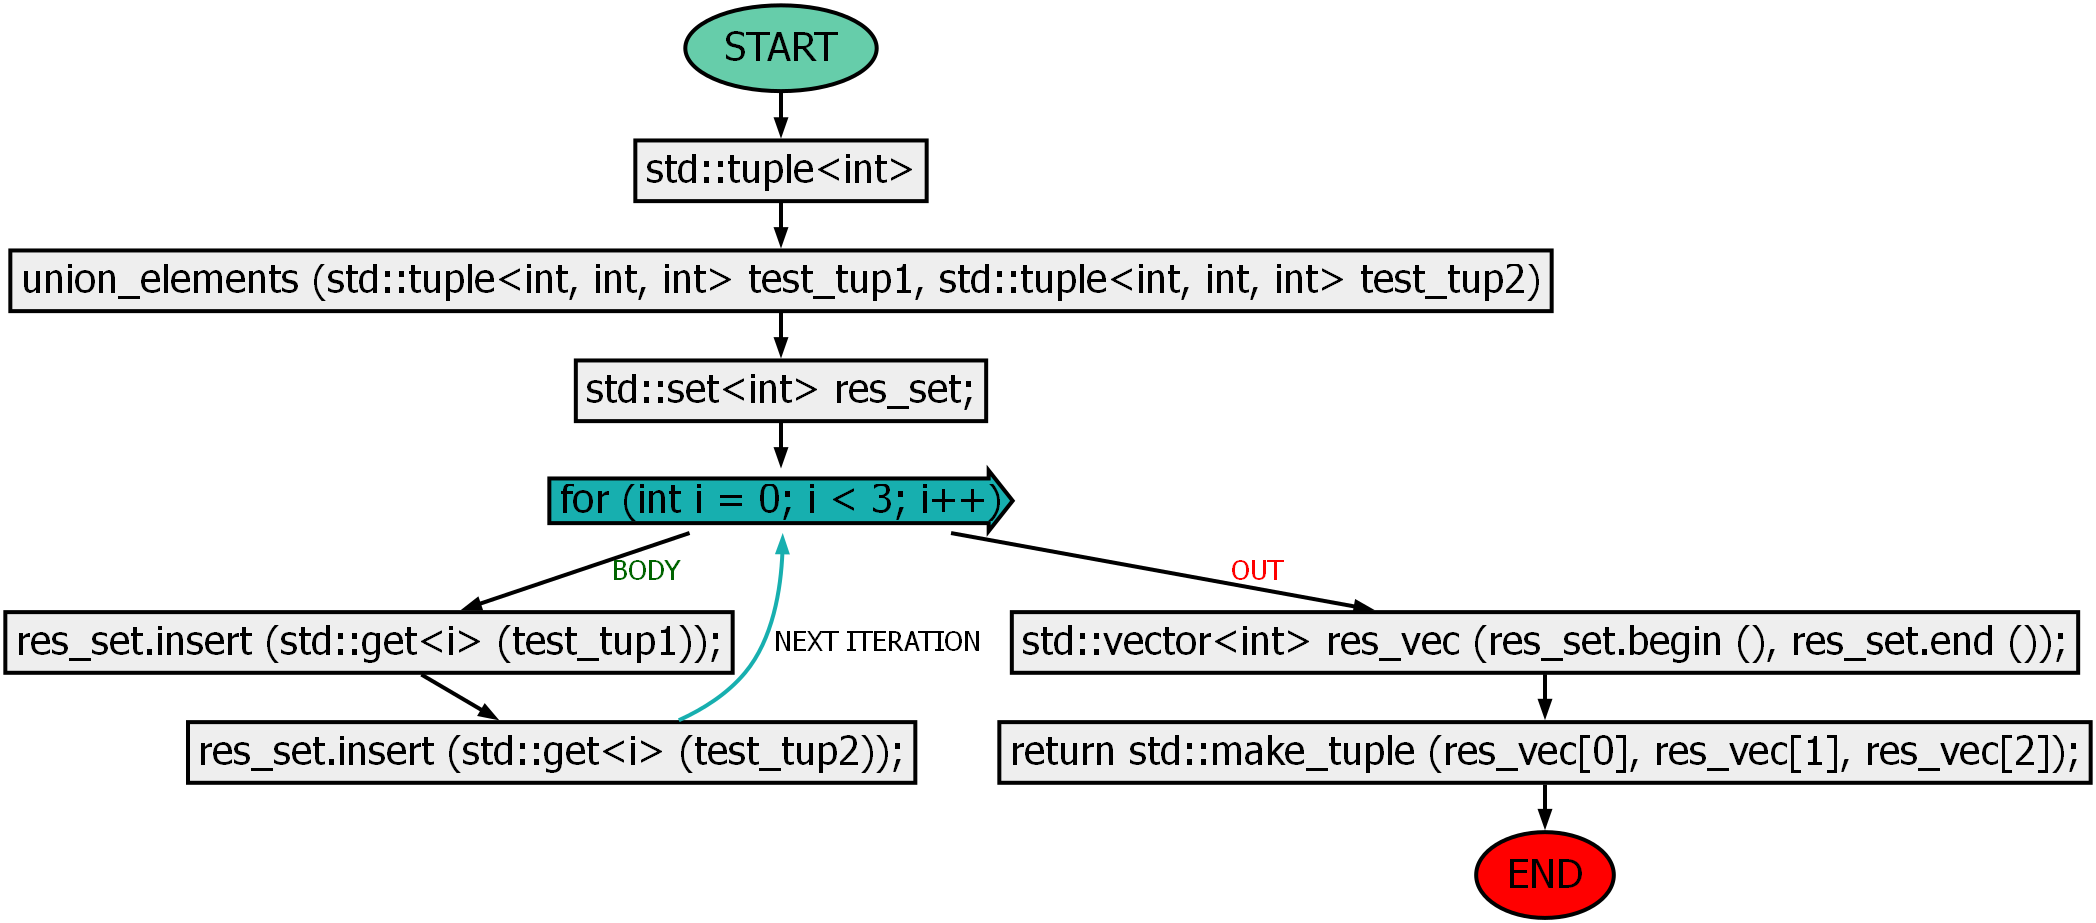 START
std::tuple<int>
union_elements (std::tuple<int, int, int> test_tup1, std::tuple<int, int, int> test_tup2)
std::set<int> res_set;
for (int i = 0; i < 3; i++)
BODY
OUT
res_set.insert (std::get<i> (test_tup1));
NEXT ITERATION
std::vector<int> res_vec (res_set.begin (), res_set.end ());
res_set.insert (std::get<i> (test_tup2));
return std::make_tuple (res_vec[0], res_vec[1], res_vec[2]);
END